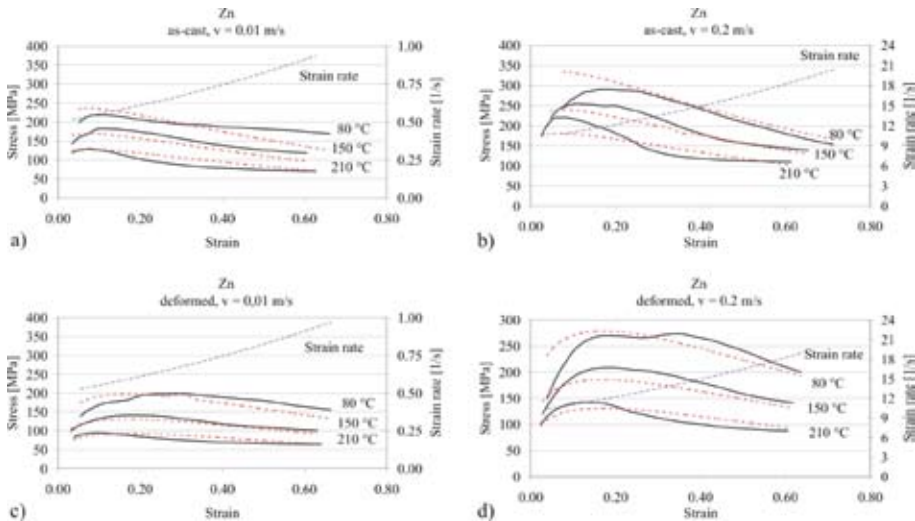 Zn
as-cast, v = 0.01 m/s
Stress [MPa]
400
350
300
250
200
150
100
50
0
Strain rate
80 °C
150 °C
210 °C
1.00
0.75
0.50
0.25
0.00
Strain rate [1/s]
0.00 0.20 0.40 0.60 0.80
Strain
a)
Zn
as-cast, v = 0.2 m/s
Stress [MPa]
400
350
300
250
200
150
100
50
0
Strain rate
80 °C
150 °C
210 °C
24
21
18
15
12
9
6
3
0
Strain rate [1/s]
0.00 0.20 0.40 0.60 0.80
Strain
b)
Zn
deformed, v = 0,01 m/s
Stress [MPa]
400
350
300
250
200
150
100
50
0
Strain rate
80 °C
150 °C
210 °C
1.00
0.75
0.50
0.25
0.00
Strain rate [1/s]
0.00 0.20 0.40 0.60 0.80
Strain
c)
Zn
deformed, v = 0.2 m/s
Stress [MPa]
300
250
200
150
100
50
0
Strain rate
80 °C
150 °C
210 °C
24
21
18
15
12
9
6
3
0
Strain rate [1/s]
0.00 0.20 0.40 0.60 0.80
Strain
d)